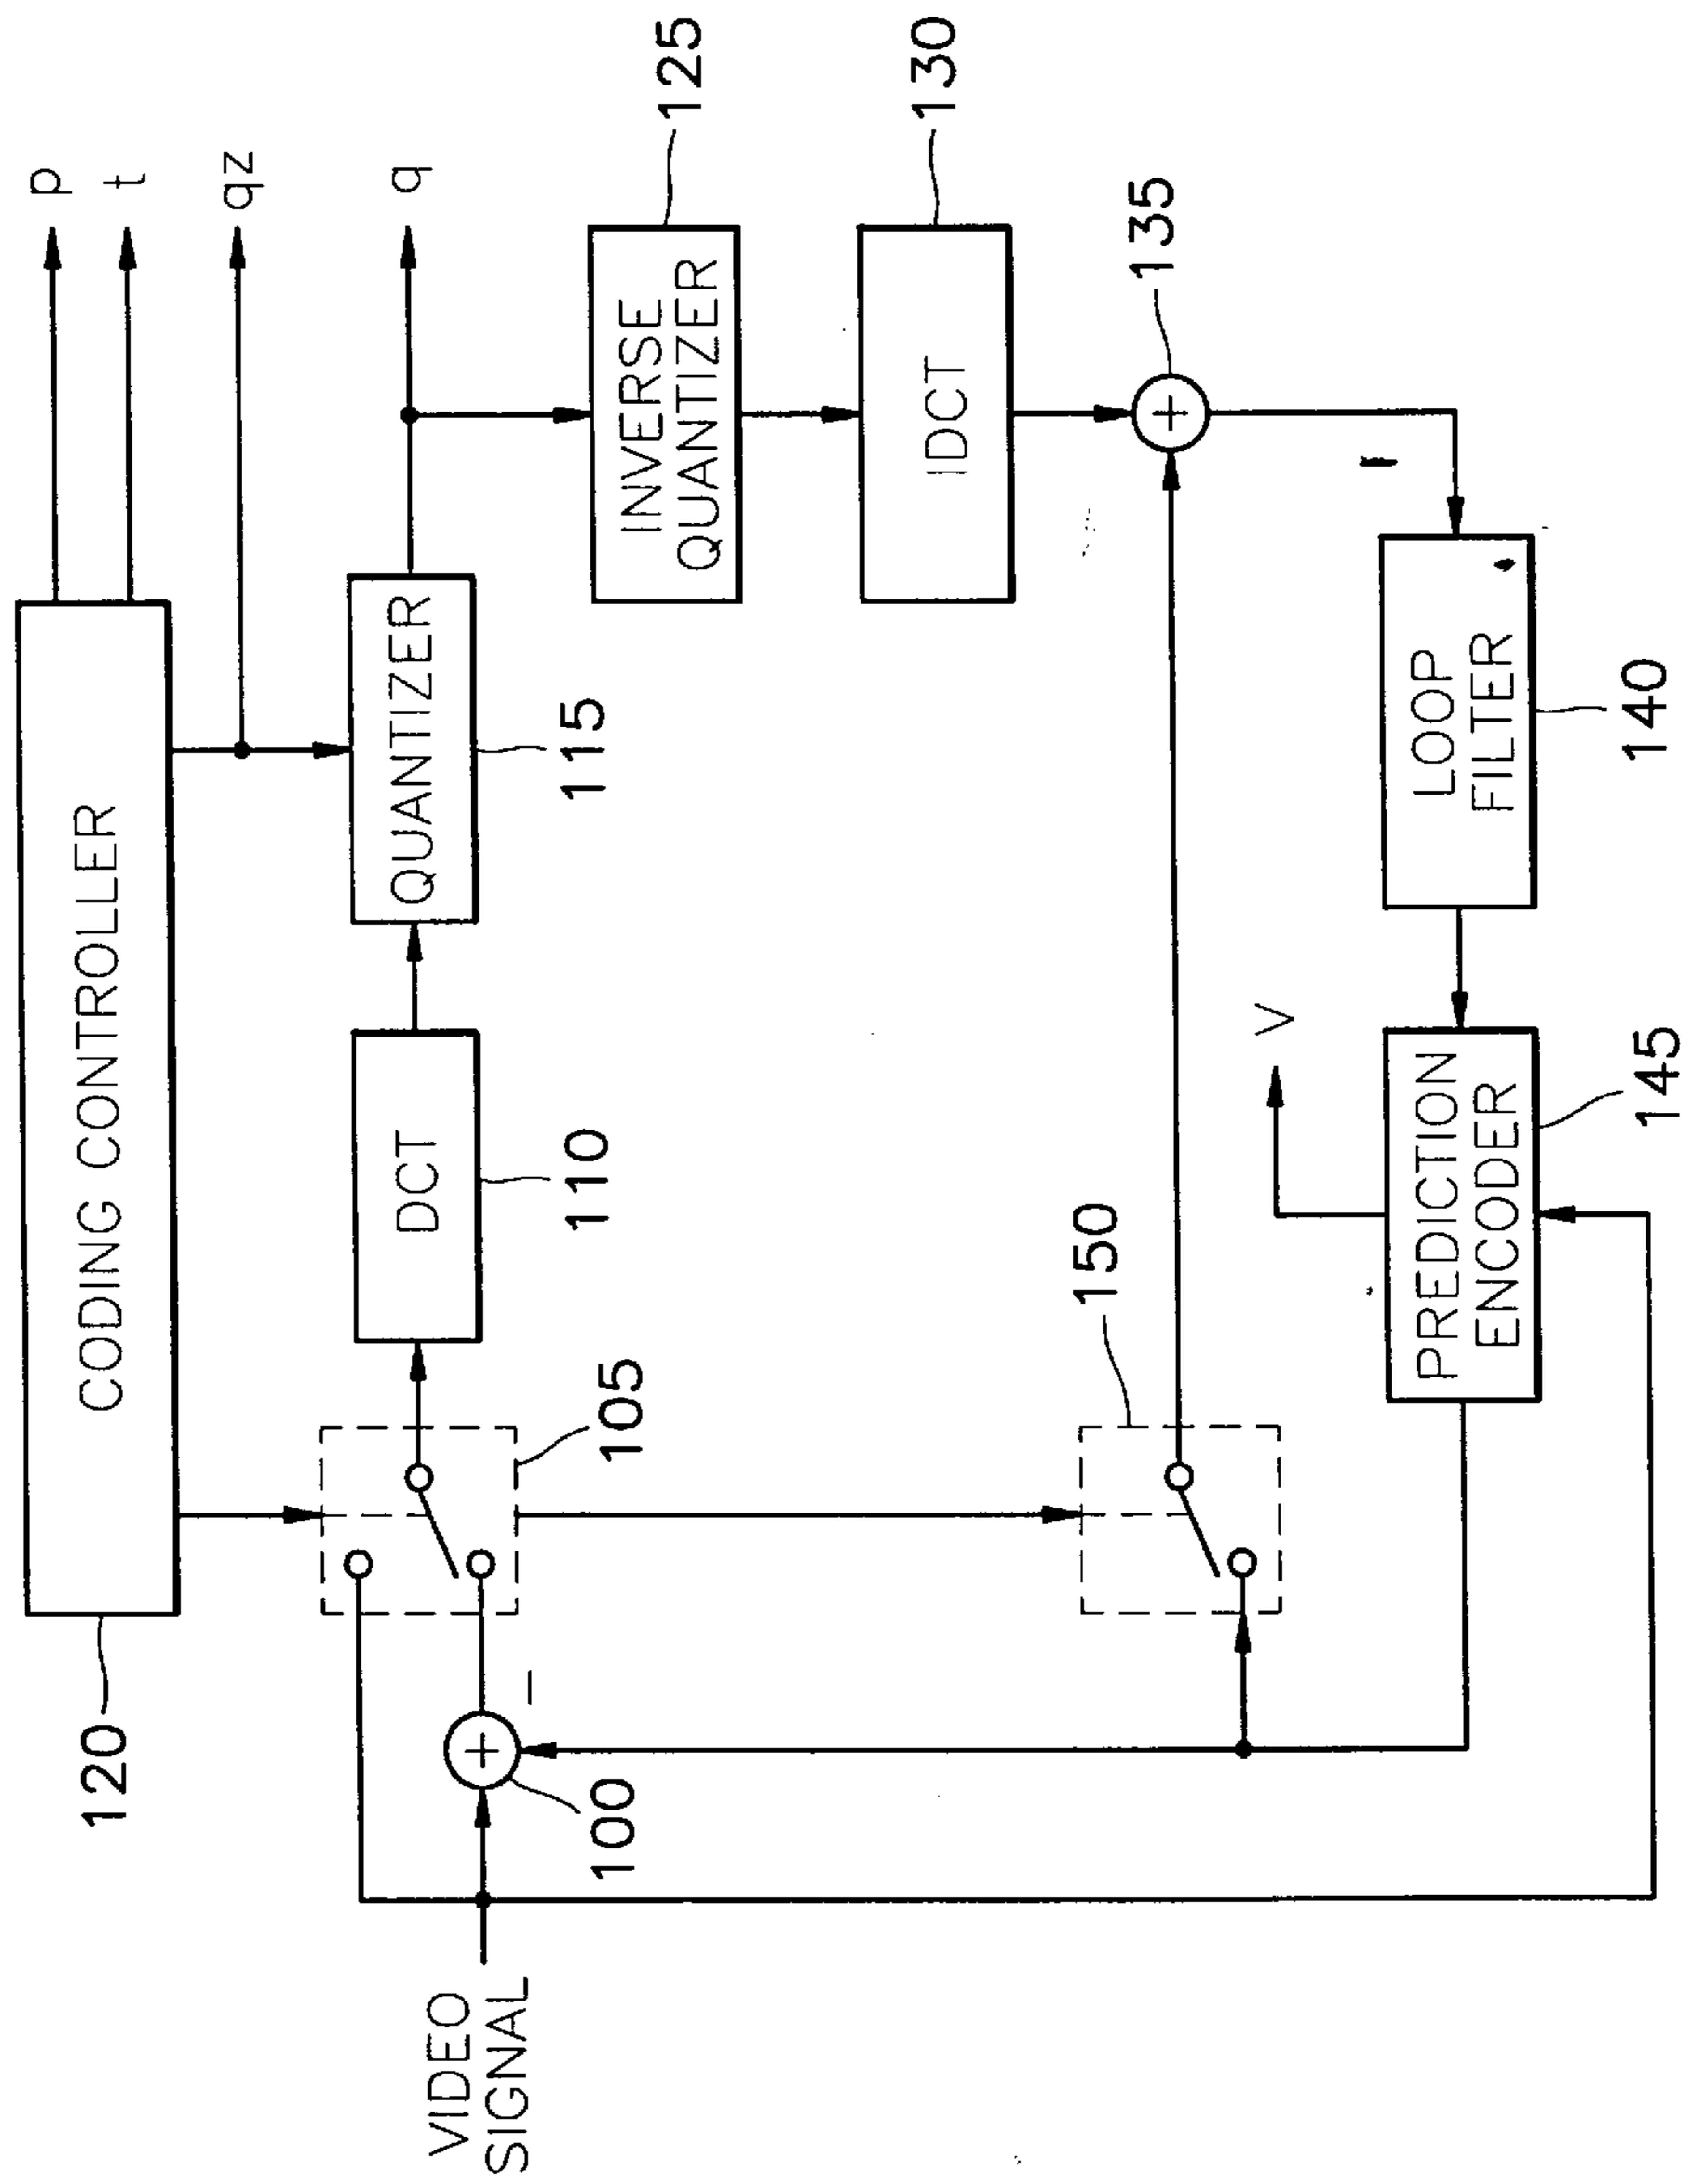 120
CODING CONTROLLER
p
t
qz
VIDEO
SIGNAL
100
+
−
105
DCT
110
QUANTIZER
115
q
INVERSE
QUANTIZER
125
IDCT
130
+
135
150
V
PREDICTION
ENCODER
145
LOOP
FILTER
140